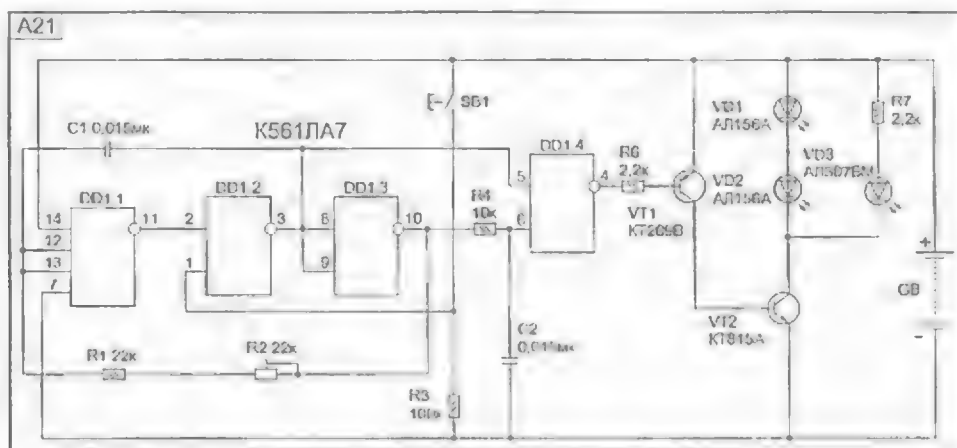 A21
C1 0,015мк
К561ЛА7
SB1
R7
2,2к
VD1
АЛ156А
DD1.4
R6
2,2к
VD3
АЛ307БМ
DD1.1
DD1.2
DD1.3
R4
10к
VD2
АЛ156А
5
4
14
12
13
7
11
2
1
3
8
9
10
6
VT1
КТ209В
+
GB
-
VT2
КТ815А
C2
0,015мк
R1 22к
R2 22к
R3
100к